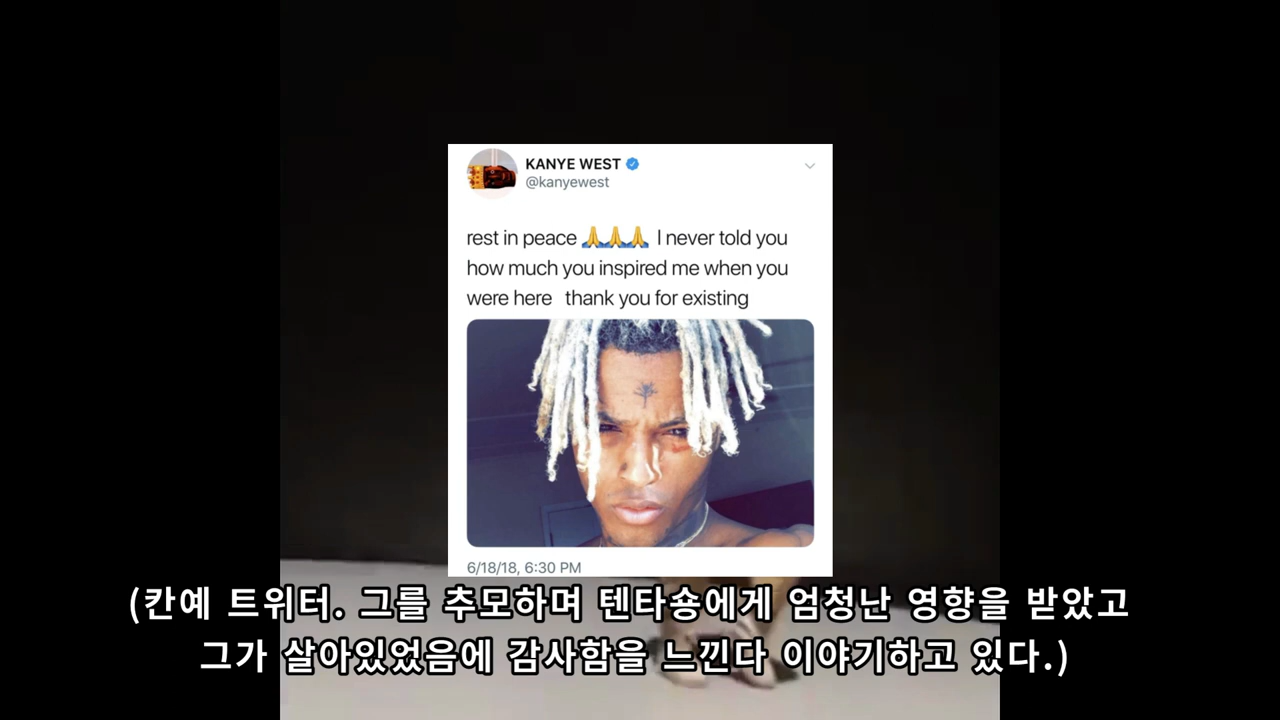 KANYE WEST
@kanyewest
rest in peace 🙏🙏🙏 I never told you
how much you inspired me when you
were here thank you for existing
6/18/18, 6:30 PM
(칸예 트위터. 그를 추모하며 텐타숑에게 엄청난 영향을 받았고
그가 살아있었음에 감사함을 느낀다 이야기하고 있다.)